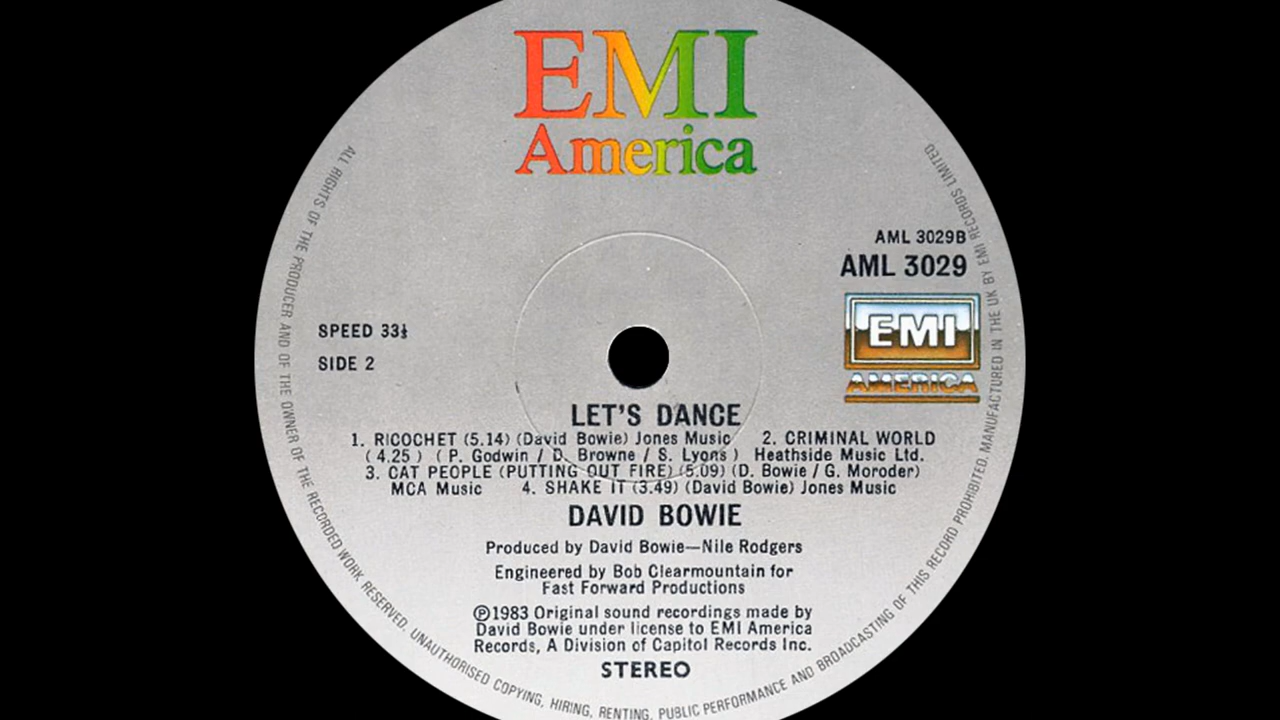 EMI
America
AML 3029B
AML 3029
EMI
AMERICA
SPEED 33⅓
SIDE 2
LET'S DANCE
1. RICOCHET (5.14) (David Bowie) Jones Music 2. CRIMINAL WORLD
( 4.25 ) ( P. Godwin / D. Browne / S. Lyons ) Heathside Music Ltd.
3. CAT PEOPLE (PUTTING OUT FIRE) (5.09) (D. Bowie / G. Moroder)
MCA Music 4. SHAKE IT (3.49) (David Bowie) Jones Music
DAVID BOWIE
Produced by David Bowie—Nile Rodgers
Engineered by Bob Clearmountain for
Fast Forward Productions
Ⓟ1983 Original sound recordings made by
David Bowie under license to EMI America
Records, A Division of Capitol Records Inc.
STEREO
ALL RIGHTS OF THE PRODUCER AND OF THE OWNER OF THE RECORDED WORK RESERVED. UNAUTHORISED COPYING, HIRING, RENTING, PUBLIC PERFORMANCE AND BROADCASTING OF THIS RECORD PROHIBITED. MANUFACTURED IN THE UK BY EMI RECORDS LIMITED